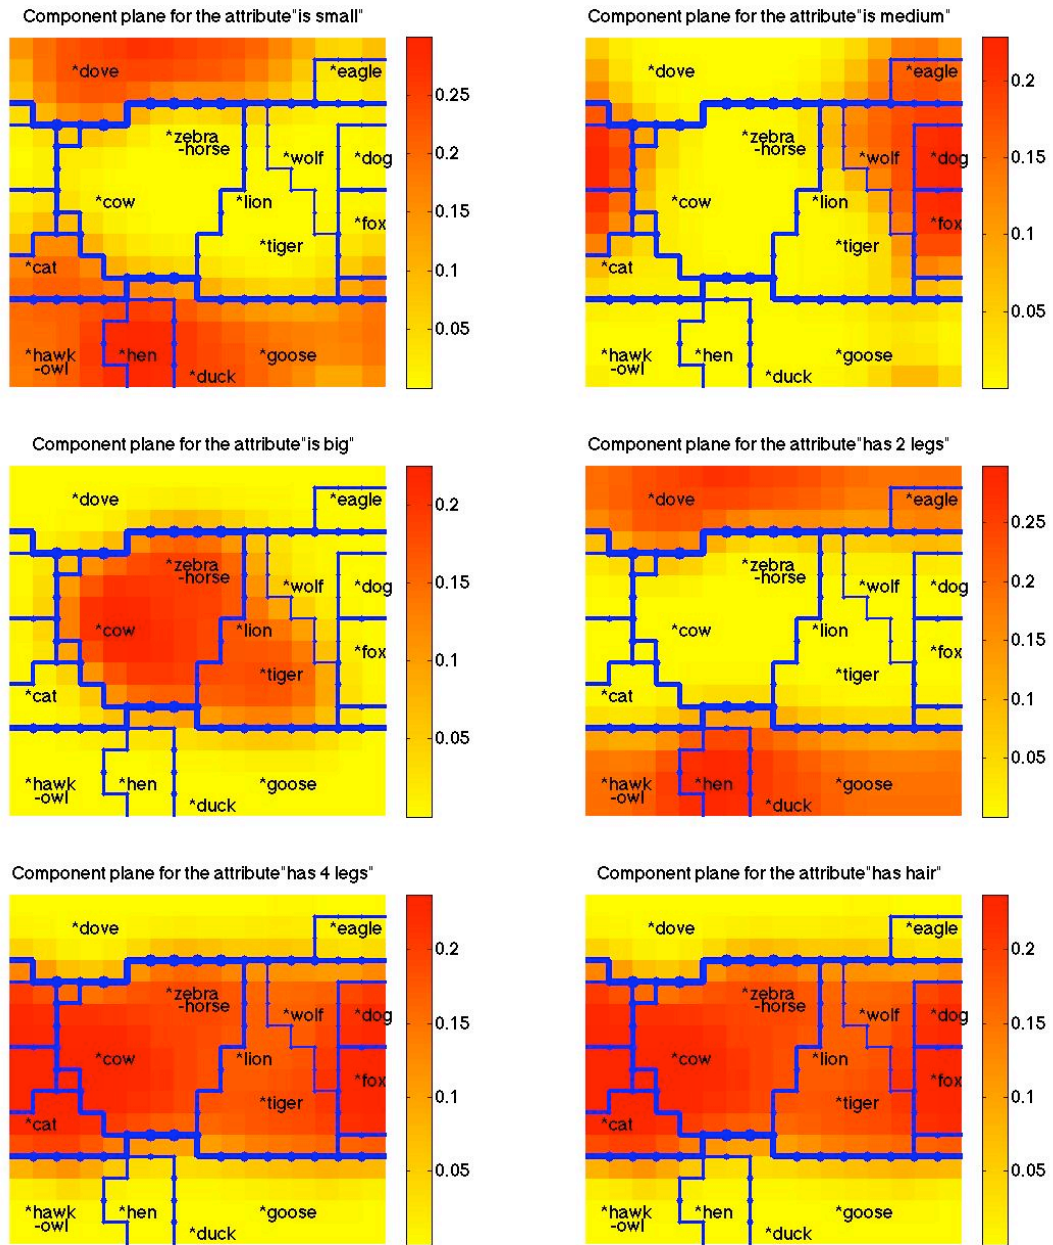 Component plane for the attribute"is small"
*dove
*eagle
*zebra
-horse
*wolf
*dog
*cow
*lion
*fox
*tiger
*cat
*hawk
-owl
*hen
*goose
*duck
0.25
0.2
0.15
0.1
0.05
Component plane for the attribute"is medium"
*dove
*eagle
*zebra
-horse
*wolf
*dog
*cow
*lion
*fox
*tiger
*cat
*hawk
-owl
*hen
*goose
*duck
0.2
0.15
0.1
0.05
Component plane for the attribute"is big"
*dove
*eagle
*zebra
-horse
*wolf
*dog
*cow
*lion
*fox
*tiger
*cat
*hawk
-owl
*hen
*goose
*duck
0.2
0.15
0.1
0.05
Component plane for the attribute"has 2 legs"
*dove
*eagle
*zebra
-horse
*wolf
*dog
*cow
*lion
*fox
*tiger
*cat
*hawk
-owl
*hen
*goose
*duck
0.25
0.2
0.15
0.1
0.05
Component plane for the attribute"has 4 legs"
*dove
*eagle
*zebra
-horse
*wolf
*dog
*cow
*lion
*fox
*tiger
*cat
*hawk
-owl
*hen
*goose
*duck
0.2
0.15
0.1
0.05
Component plane for the attribute"has hair"
*dove
*eagle
*zebra
-horse
*wolf
*dog
*cow
*lion
*fox
*tiger
*cat
*hawk
-owl
*hen
*goose
*duck
0.2
0.15
0.1
0.05